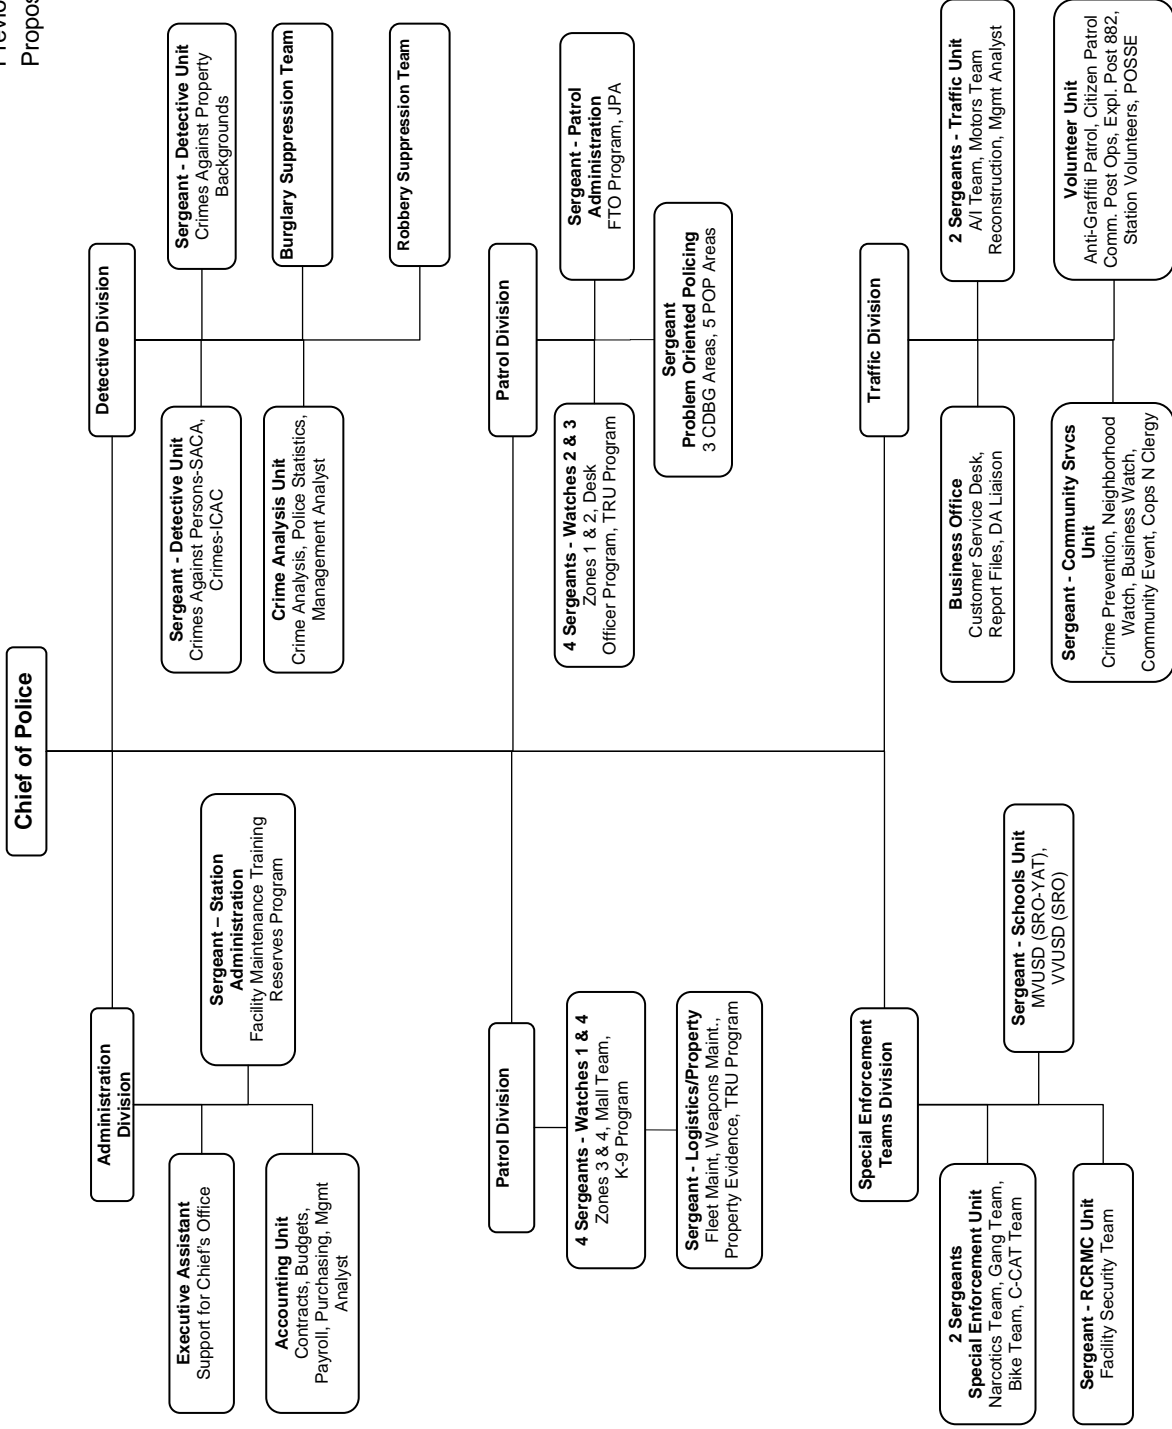 Chief of Police
Administration
Division
Executive Assistant
Support for Chief's Office
Accounting Unit
Contracts, Budgets,
Payroll, Purchasing, Mgmt
Analyst
Sergeant – Station
Administration
Facility Maintenance Training
Reserves Program
Detective Division
Sergeant - Detective Unit
Crimes Against Persons-SACA,
Crimes-ICAC
Crime Analysis Unit
Crime Analysis, Police Statistics,
Management Analyst
Sergeant - Detective Unit
Crimes Against Property
Backgrounds
Burglary Suppression Team
Robbery Suppression Team
Patrol Division
4 Sergeants - Watches 1 & 4
Zones 3 & 4, Mall Team,
K-9 Program
Sergeant - Logistics/Property
Fleet Maint, Weapons Maint.,
Property Evidence, TRU Program
Patrol Division
4 Sergeants - Watches 2 & 3
Zones 1 & 2, Desk
Officer Program, TRU Program
Sergeant - Patrol
Administration
FTO Program, JPA
Sergeant
Problem Oriented Policing
3 CDBG Areas, 5 POP Areas
Special Enforcement
Teams Division
2 Sergeants
Special Enforcement Unit
Narcotics Team, Gang Team,
Bike Team, C-CAT Team
Sergeant - RCRMC Unit
Facility Security Team
Sergeant - Schools Unit
MVUSD (SRO-YAT),
VVUSD (SRO)
Traffic Division
Business Office
Customer Service Desk,
Report Files, DA Liaison
Sergeant - Community Srvcs
Unit
Crime Prevention, Neighborhood
Watch, Business Watch,
Community Event, Cops N Clergy
2 Sergeants - Traffic Unit
A/I Team, Motors Team
Reconstruction, Mgmt Analyst
Volunteer Unit
Anti-Graffiti Patrol, Citizen Patrol
Comm. Post Ops, Expl. Post 882,
Station Volunteers, POSSE